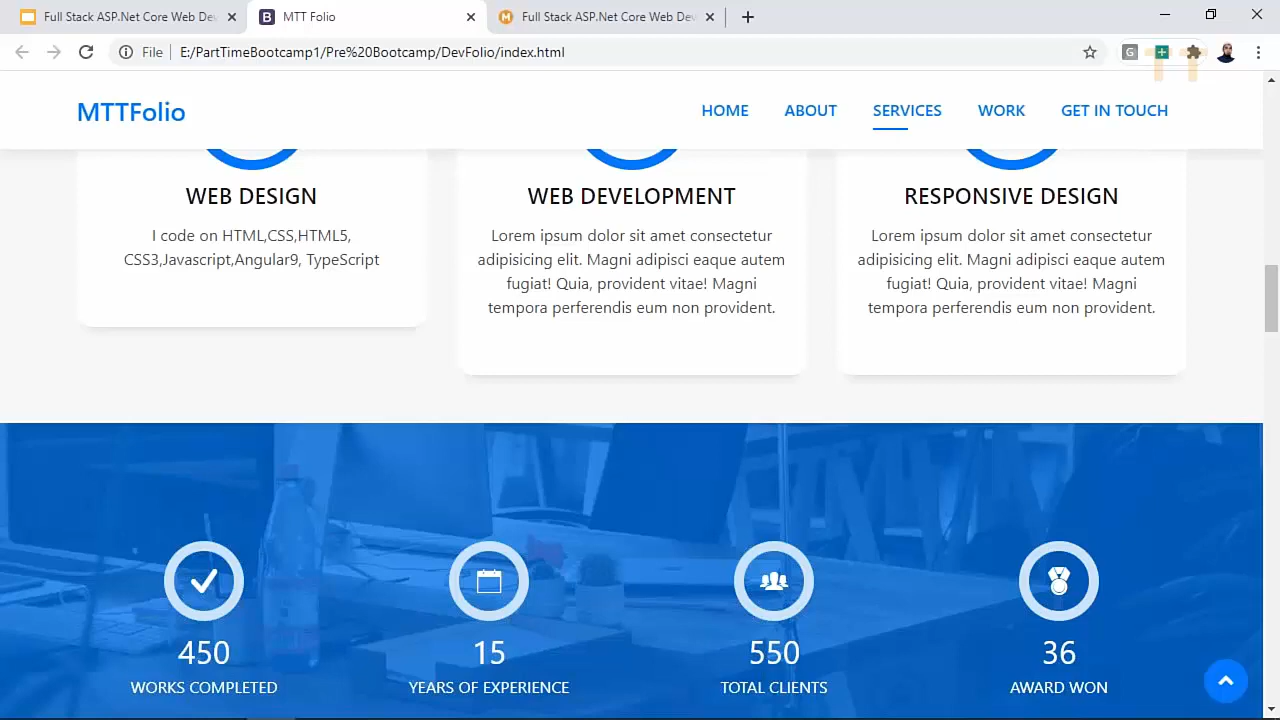 Full Stack ASP.Net Core Web Dev
MTT Folio
Full Stack ASP.Net Core Web Dev
File
E:/PartTimeBootcamp1/Pre%20Bootcamp/DevFolio/index.html
MTTFolio
HOME
ABOUT
SERVICES
WORK
GET IN TOUCH
WEB DESIGN
I code on HTML,CSS,HTML5,
CSS3,Javascript,Angular9, TypeScript
WEB DEVELOPMENT
Lorem ipsum dolor sit amet consectetur
adipisicing elit. Magni adipisci eaque autem
fugiat! Quia, provident vitae! Magni
tempora perferendis eum non provident.
RESPONSIVE DESIGN
Lorem ipsum dolor sit amet consectetur
adipisicing elit. Magni adipisci eaque autem
fugiat! Quia, provident vitae! Magni
tempora perferendis eum non provident.
450
WORKS COMPLETED
15
YEARS OF EXPERIENCE
550
TOTAL CLIENTS
36
AWARD WON